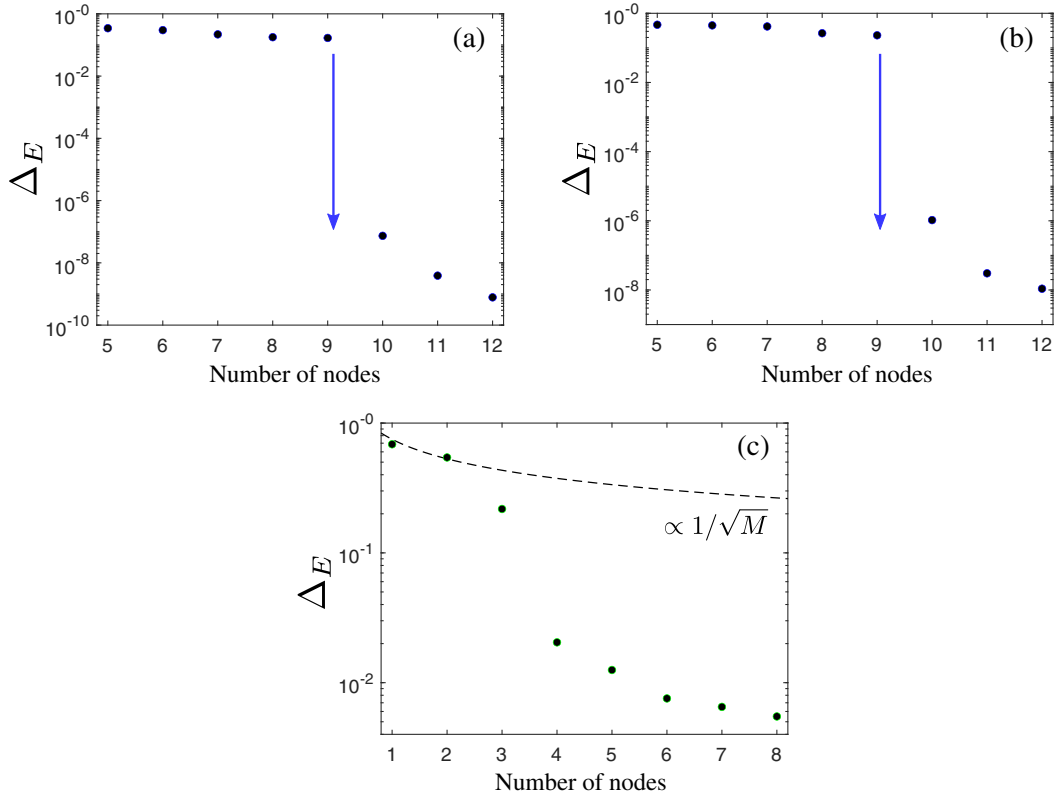 (a)
10^-0
10^-2
10^-4
10^-6
10^-8
10^-10
Δ_E
5 6 7 8 9 10 11 12
Number of nodes
(b)
10^-0
10^-2
10^-4
10^-6
10^-8
Δ_E
5 6 7 8 9 10 11 12
Number of nodes
(c)
10^-0
10^-1
10^-2
Δ_E
∝ 1/√M
1 2 3 4 5 6 7 8
Number of nodes